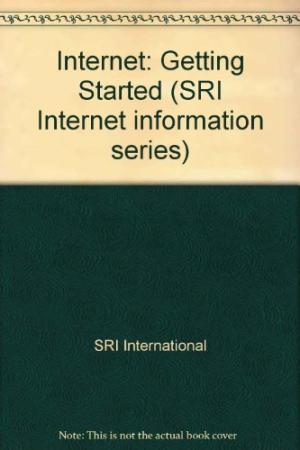 Internet: Getting
Started (SRI
Internet information
series)
SRI International
Note: This is not the actual book cover